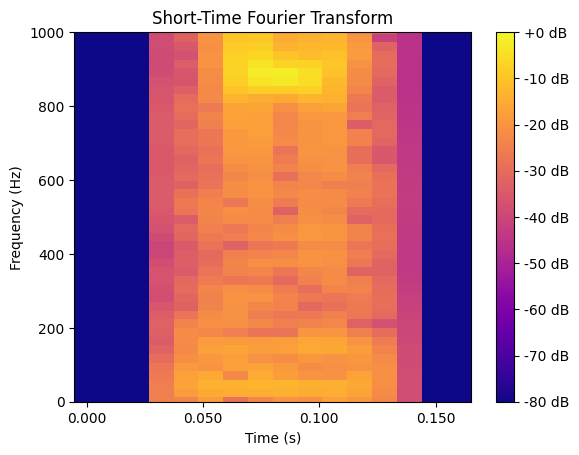 Short-Time Fourier Transform
Frequency (Hz)
1000
800
600
400
200
0
0.000
0.050
0.100
0.150
Time (s)
+0 dB
-10 dB
-20 dB
-30 dB
-40 dB
-50 dB
-60 dB
-70 dB
-80 dB